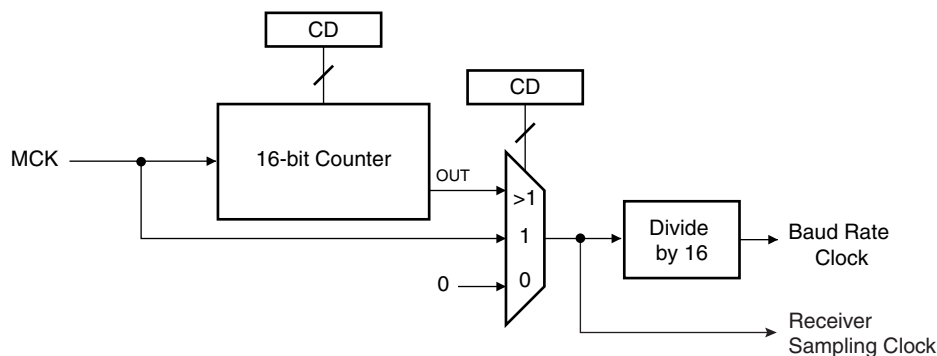 CD
CD
MCK
16-bit Counter
OUT
>1
1
0
0
Divide
by 16
Baud Rate
Clock
Receiver
Sampling Clock